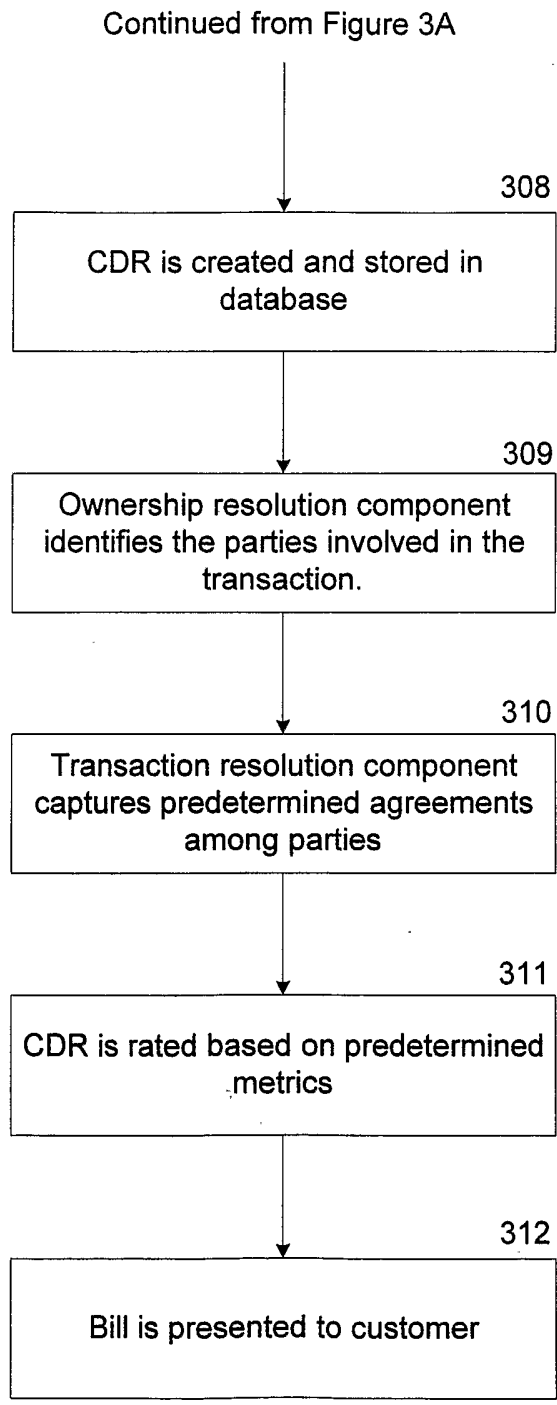 Continued from Figure 3A
308
CDR is created and stored in
database
309
Ownership resolution component
identifies the parties involved in the
transaction.
310
Transaction resolution component
captures predetermined agreements
among parties
311
CDR is rated based on predetermined
metrics
312
Bill is presented to customer